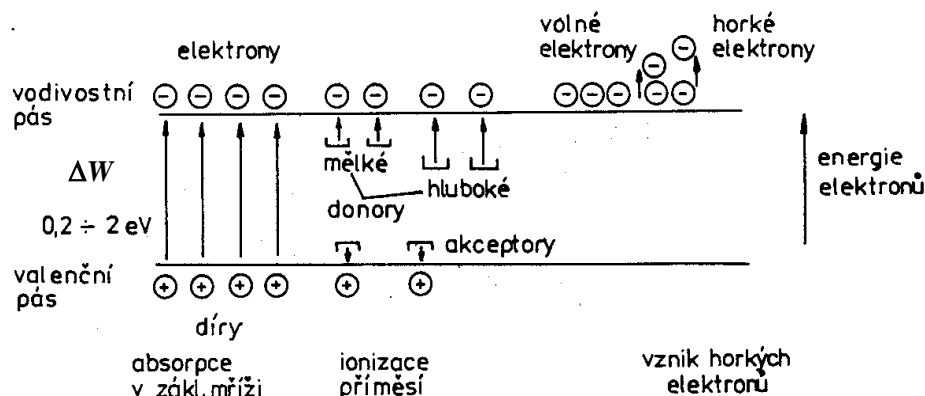 elektrony
volné
elektrony
horké
elektrony
vodivostní
pás
ΔW
0,2 ÷ 2 eV
mělké
hluboké
donory
akceptory
energie
elektronů
valenční
pás
díry
absorpce
v zákl. mříži
ionizace
příměsí
vznik horkých
elektronů